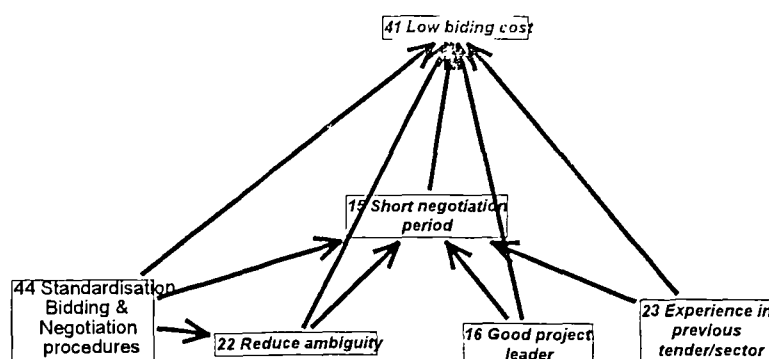 41 Low biding cost
15 Short negotiation
period
44 Standardisation
Bidding &
Negotiation
procedures
22 Reduce ambiguity
16 Good project
leader
23 Experience in
previous
tender/sector